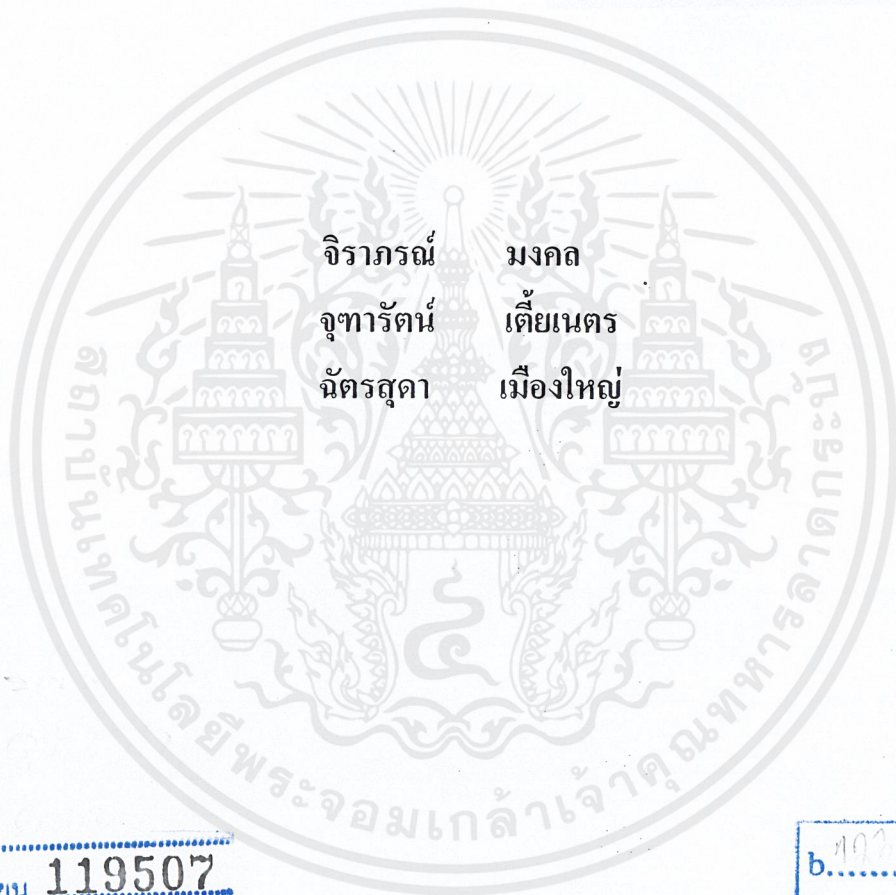 จิราภรณ์ มงคล
จุฑารัตน์ เตี้ยเนตร
ฉัตรสุดา เมืองใหญ่
สถาบันเทคโนโลยีพระจอมเกล้าเจ้าคุณทหารลาดกระบัง
119507
b.